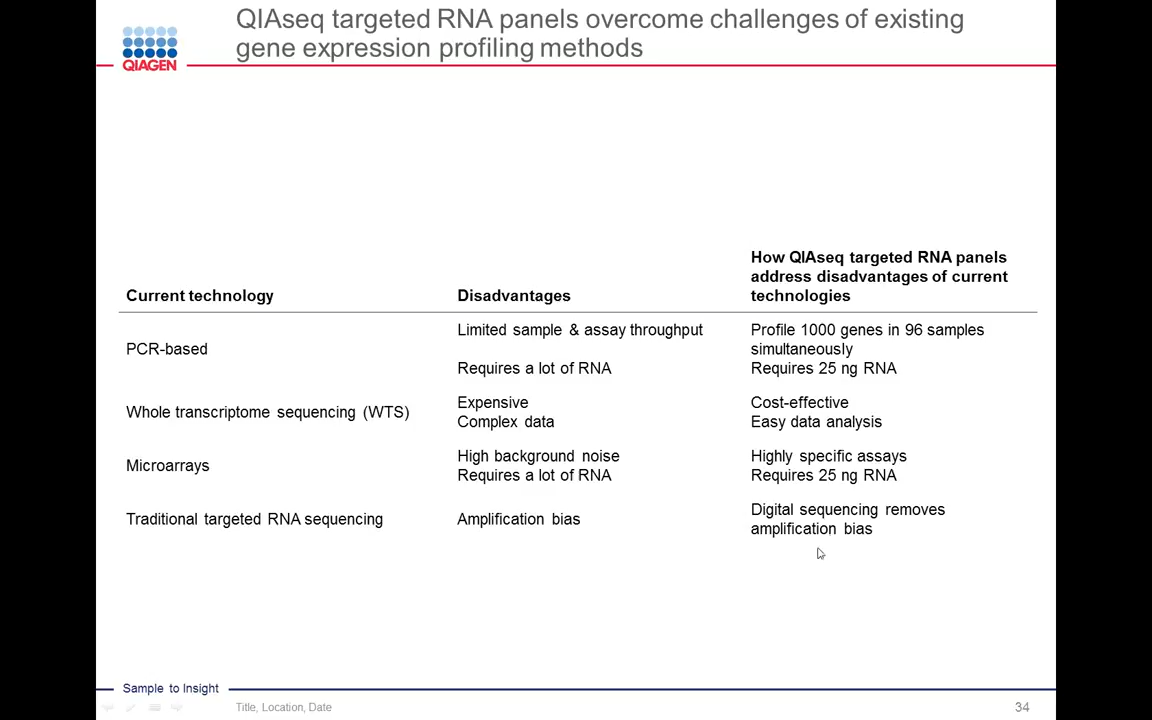 QIAseq targeted RNA panels overcome challenges of existing
gene expression profiling methods
QIAGEN
How QIAseq targeted RNA panels
address disadvantages of current
technologies
Current technology
Disadvantages
PCR-based
Limited sample & assay throughput
Requires a lot of RNA
Profile 1000 genes in 96 samples
simultaneously
Requires 25 ng RNA
Whole transcriptome sequencing (WTS)
Expensive
Complex data
Cost-effective
Easy data analysis
Microarrays
High background noise
Requires a lot of RNA
Highly specific assays
Requires 25 ng RNA
Traditional targeted RNA sequencing
Amplification bias
Digital sequencing removes
amplification bias
Sample to Insight
Title, Location, Date
34